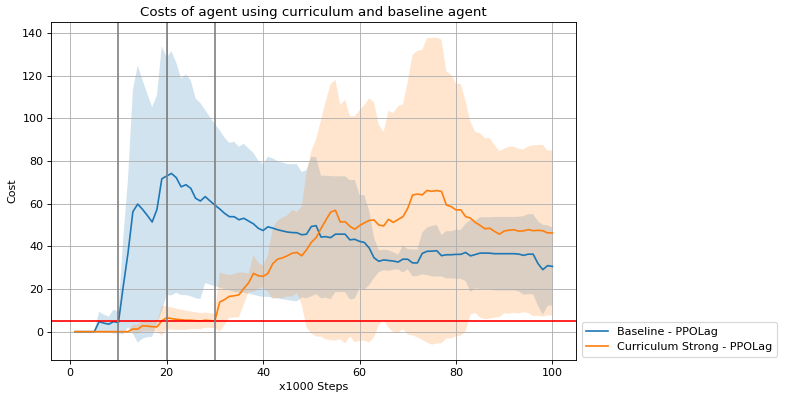 Costs of agent using curriculum and baseline agent
140
120
100
80
60
40
20
0
Cost
0 20 40 60 80 100
x1000 Steps
Baseline - PPOLag
Curriculum Strong - PPOLag